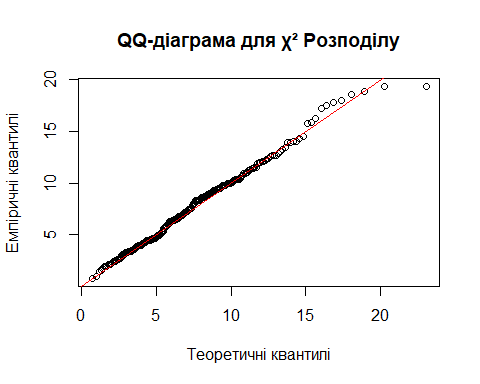 QQ-діаграма для χ² Розподілу
Емпіричні квантилі
20
15
10
5
0 5 10 15 20
Теоретичні квантилі